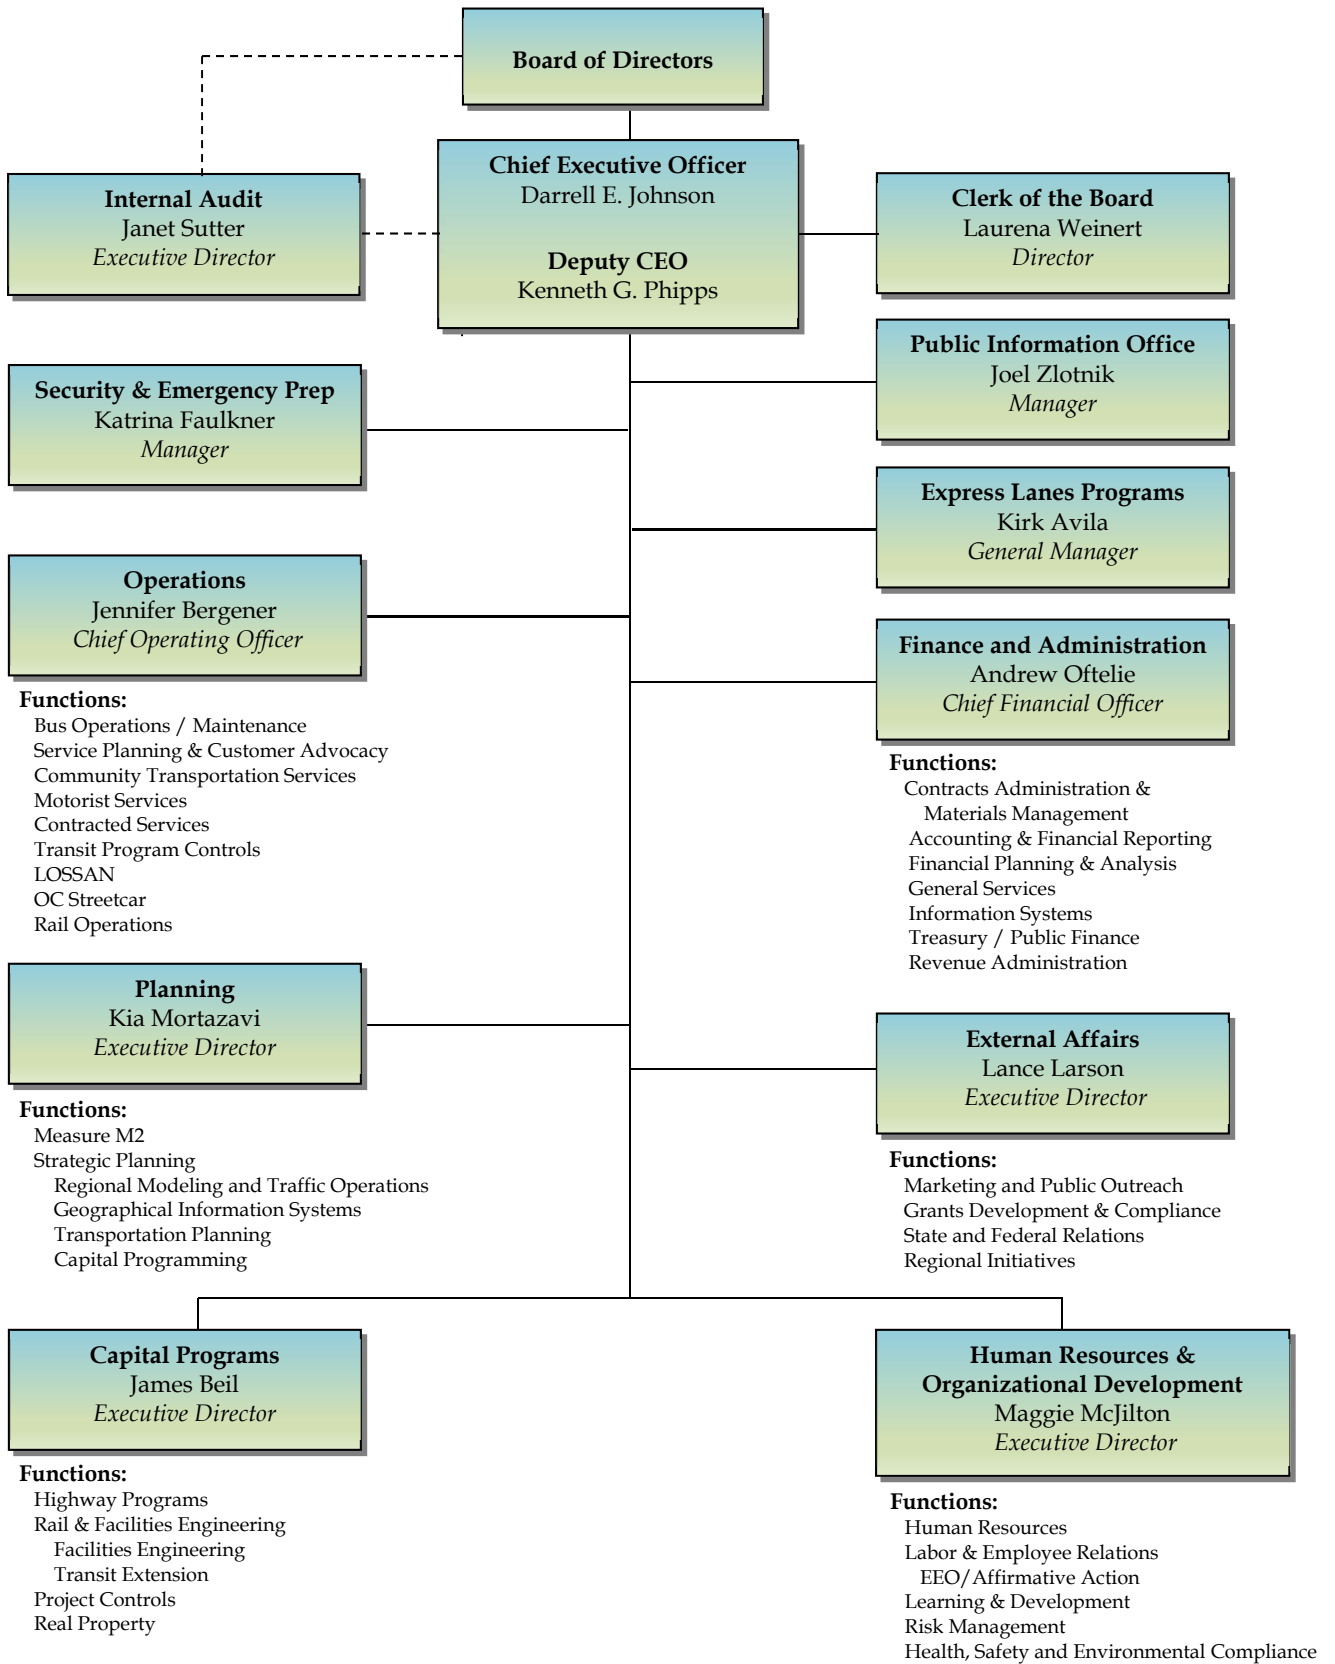 Board of Directors
Chief Executive Officer
Darrell E. Johnson
Deputy CEO
Kenneth G. Phipps
Internal Audit
Janet Sutter
Executive Director
Clerk of the Board
Laurena Weinert
Director
Public Information Office
Joel Zlotnik
Manager
Security & Emergency Prep
Katrina Faulkner
Manager
Express Lanes Programs
Kirk Avila
General Manager
Operations
Jennifer Bergener
Chief Operating Officer
Functions:
Bus Operations / Maintenance
Service Planning & Customer Advocacy
Community Transportation Services
Motorist Services
Contracted Services
Transit Program Controls
LOSSAN
OC Streetcar
Rail Operations
Finance and Administration
Andrew Oftelie
Chief Financial Officer
Functions:
Contracts Administration &
Materials Management
Accounting & Financial Reporting
Financial Planning & Analysis
General Services
Information Systems
Treasury / Public Finance
Revenue Administration
Planning
Kia Mortazavi
Executive Director
Functions:
Measure M2
Strategic Planning
Regional Modeling and Traffic Operations
Geographical Information Systems
Transportation Planning
Capital Programming
External Affairs
Lance Larson
Executive Director
Functions:
Marketing and Public Outreach
Grants Development & Compliance
State and Federal Relations
Regional Initiatives
Capital Programs
James Beil
Executive Director
Functions:
Highway Programs
Rail & Facilities Engineering
Facilities Engineering
Transit Extension
Project Controls
Real Property
Human Resources &
Organizational Development
Maggie McJilton
Executive Director
Functions:
Human Resources
Labor & Employee Relations
EEO/Affirmative Action
Learning & Development
Risk Management
Health, Safety and Environmental Compliance